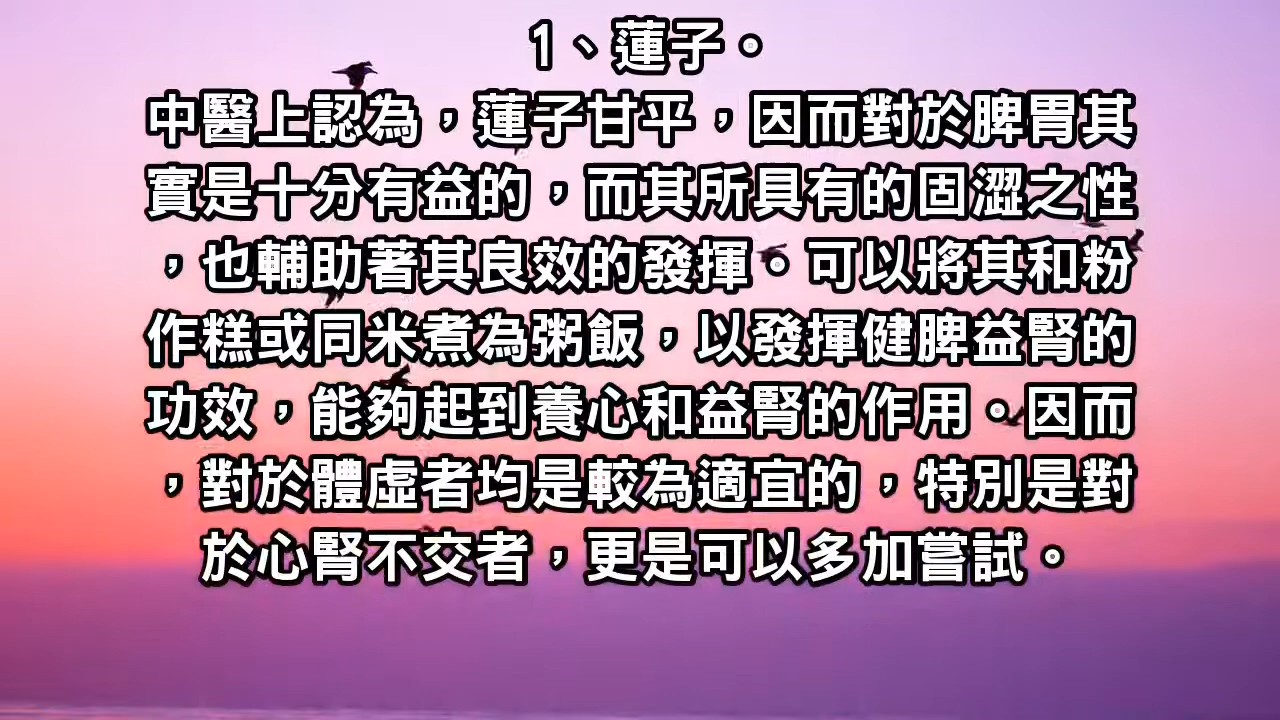 1、蓮子。
中醫上認為，蓮子甘平，因而對於脾胃其
實是十分有益的，而其所具有的固澀之性
，也輔助著其良效的發揮。可以將其和粉
作糕或同米煮為粥飯，以發揮健脾益腎的
功效，能夠起到養心和益腎的作用。因而
，對於體虛者均是較為適宜的，特別是對
於心腎不交者，更是可以多加嘗試。